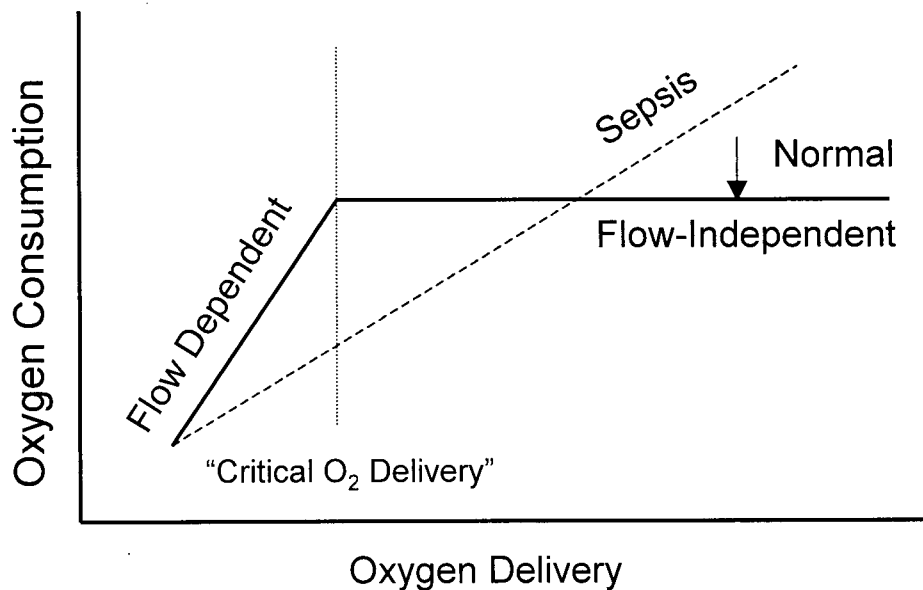 Oxygen Consumption
Flow Dependent
Sepsis
Normal
Flow-Independent
“Critical O₂ Delivery”
Oxygen Delivery